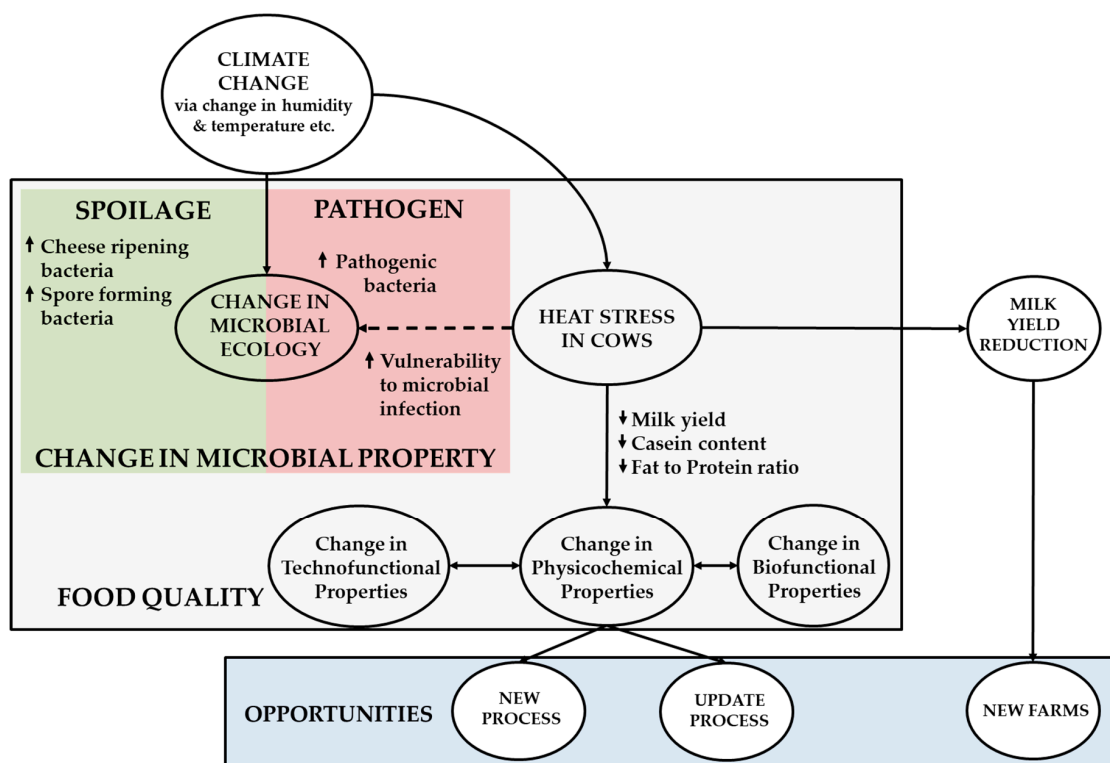 CLIMATE
CHANGE
via change in humidity
& temperature etc.
SPOILAGE
Cheese ripening
bacteria
Spore forming
bacteria
PATHOGEN
Pathogenic
bacteria
CHANGE IN
MICROBIAL
ECOLOGY
Vulnerability
to microbial
infection
HEAT STRESS
IN COWS
MILK
YIELD
REDUCTION
Milk yield
Casein content
Fat to Protein ratio
CHANGE IN MICROBIAL PROPERTY
Change in
Technofunctional
Properties
Change in
Physicochemical
Properties
Change in
Biofunctional
Properties
FOOD QUALITY
OPPORTUNITIES
NEW
PROCESS
UPDATE
PROCESS
NEW FARMS